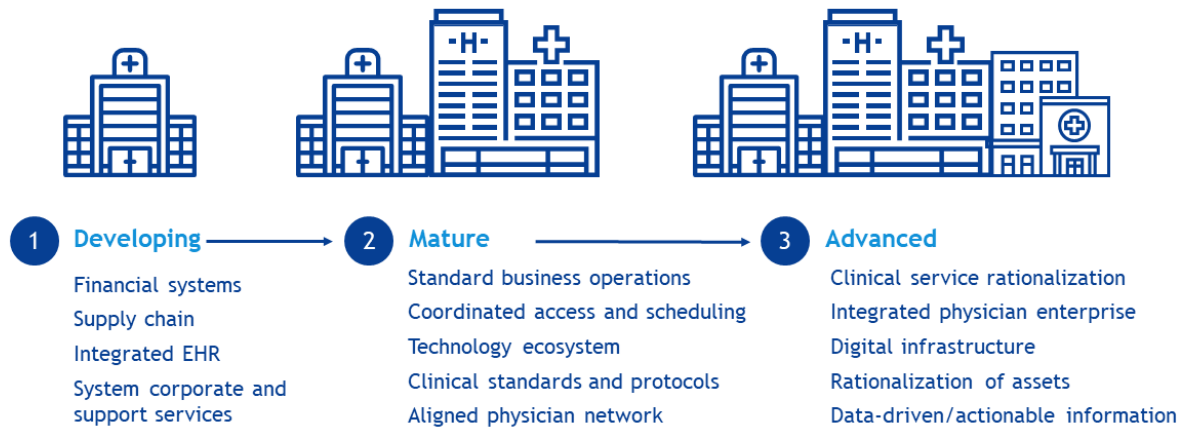 -H-
-H-
1 Developing
Financial systems
Supply chain
Integrated EHR
System corporate and
support services
2 Mature
Standard business operations
Coordinated access and scheduling
Technology ecosystem
Clinical standards and protocols
Aligned physician network
3 Advanced
Clinical service rationalization
Integrated physician enterprise
Digital infrastructure
Rationalization of assets
Data-driven/actionable information